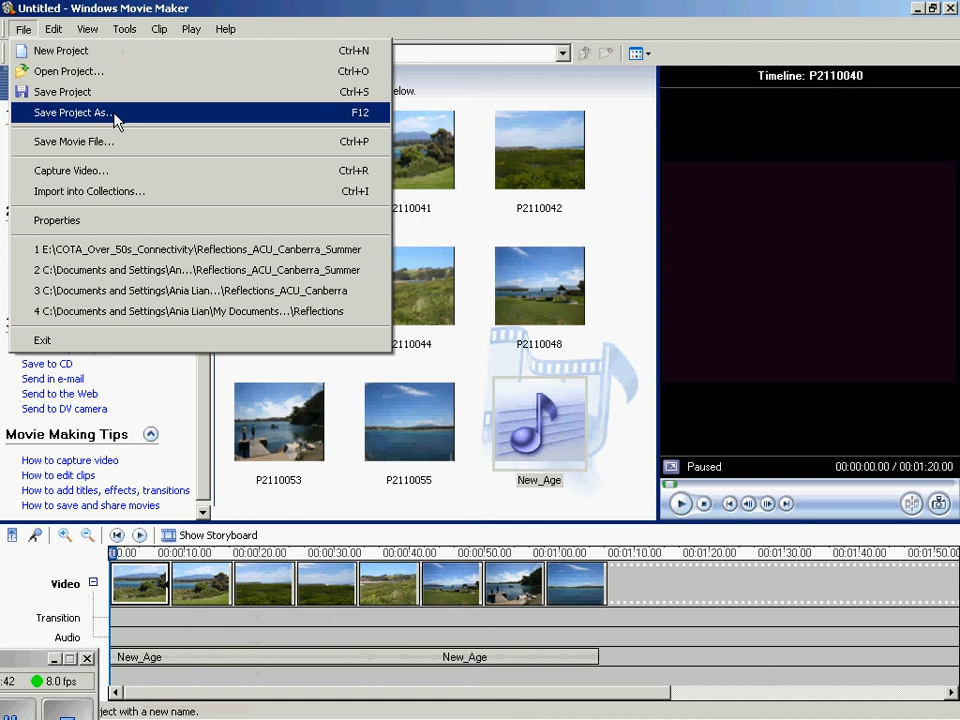 Untitled - Windows Movie Maker
File Edit View Tools Clip Play Help
New Project Ctrl+N
Open Project... Ctrl+O
Save Project Ctrl+S
Save Project As... F12
Save Movie File... Ctrl+P
Capture Video... Ctrl+R
Import into Collections... Ctrl+I
Properties
1 E:\COTA_Over_50s_Connectivity\Reflections_ACU_Canberra_Summer
2 C:\Documents and Settings\An...\Reflections_ACU_Canberra_Summer
3 C:\Documents and Settings\Ania Lian...\Reflections_ACU_Canberra
4 C:\Documents and Settings\Ania Lian\My Documents...\Reflections
Exit
elow.
2110041 P2110042
2110044 P2110048
P2110053 P2110055 New_Age
Save to CD
Send in e-mail
Send to the Web
Send to DV camera
Movie Making Tips
How to capture video
How to edit clips
How to add titles, effects, transitions
How to save and share movies
Timeline: P2110040
Paused 00:00:00.00 / 00:01:20.00
Show Storyboard
00.00 00:00:10.00 00:00:20.00 00:00:30.00 00:00:40.00 00:00:50.00 00:01:00.00 00:01:10.00 00:01:20.00 00:01:30.00 00:01:40.00 00:01:50.00
Video
Transition
Audio
New_Age New_Age
:42 8.0 fps
ject with a new name.